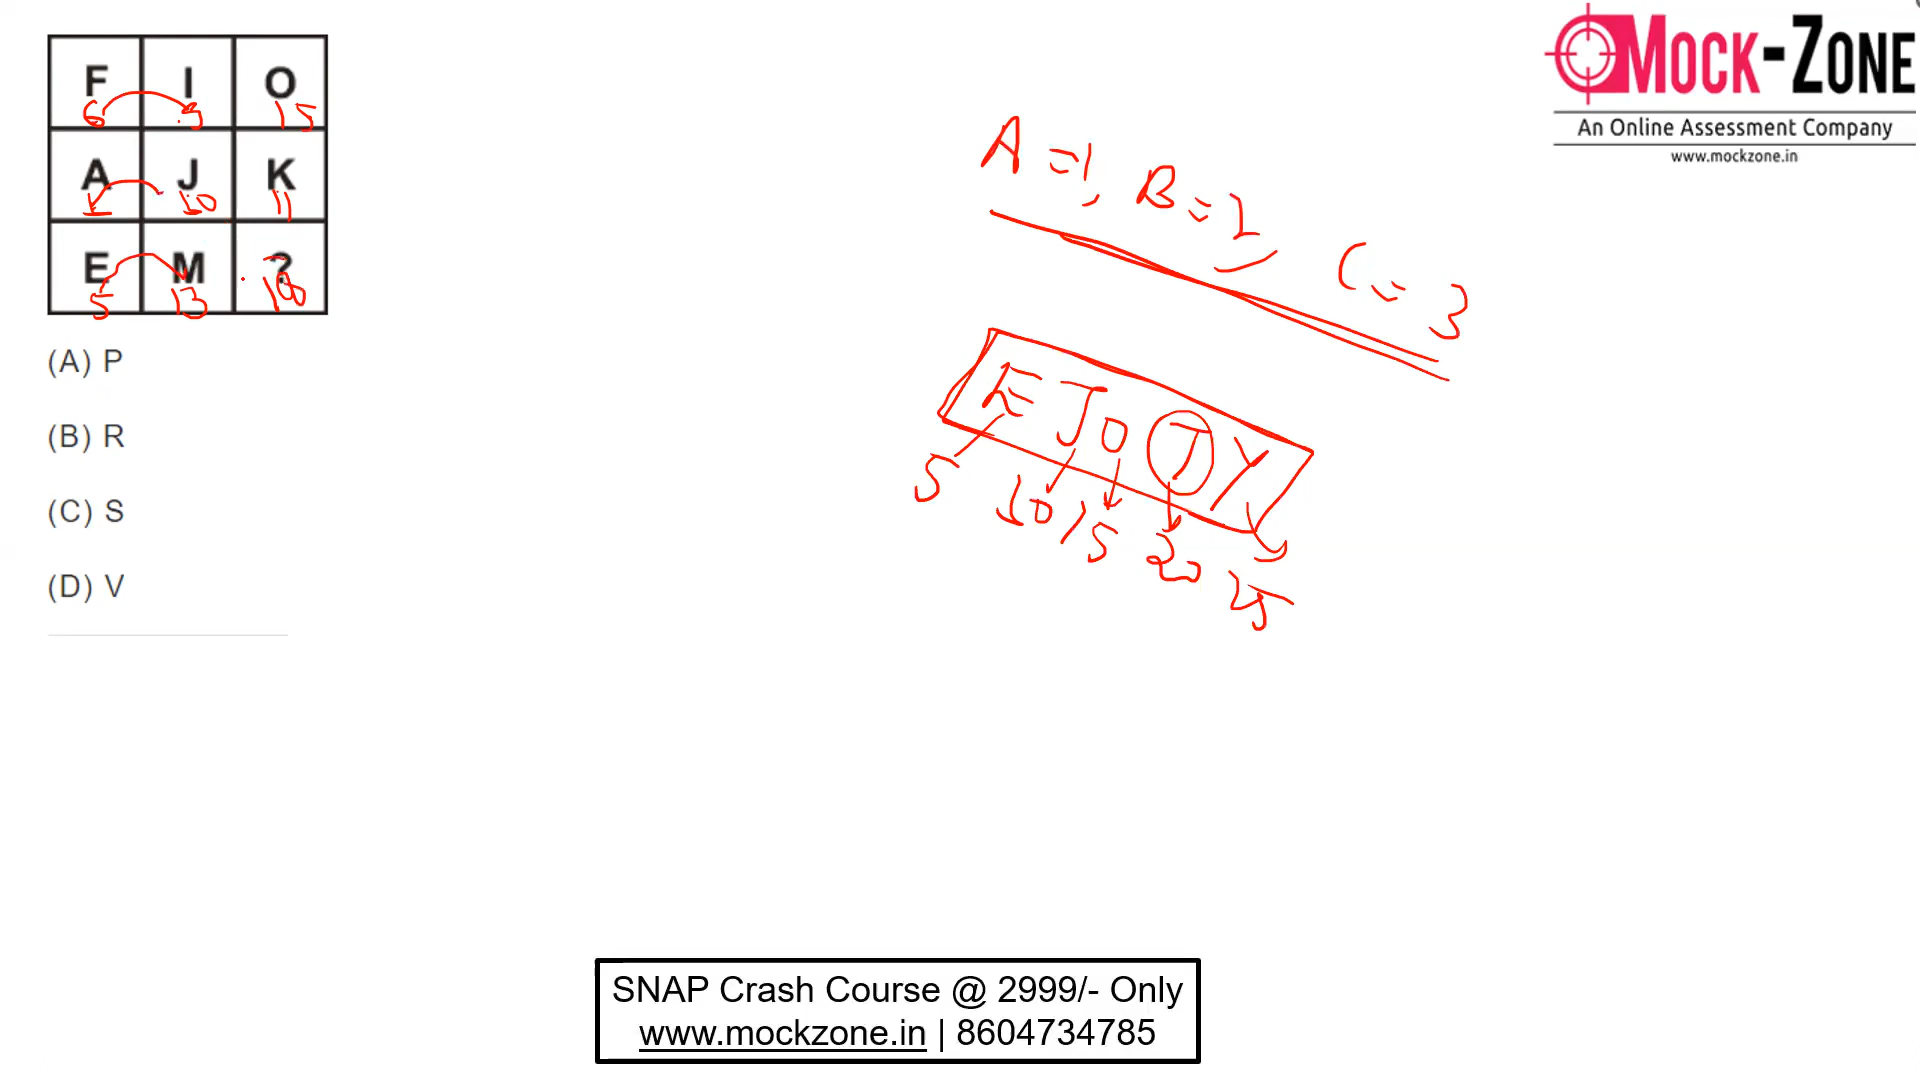 MOCK-ZONE
An Online Assessment Company
www.mockzone.in
F I O
6 9 15
A J K
1 10 11
E M ?
5 13
A =1, B=2, C= 3
E J O T Y
5 10 15 20 25
(A) P
(B) R
(C) S
(D) V
SNAP Crash Course @ 2999/- Only
www.mockzone.in | 8604734785